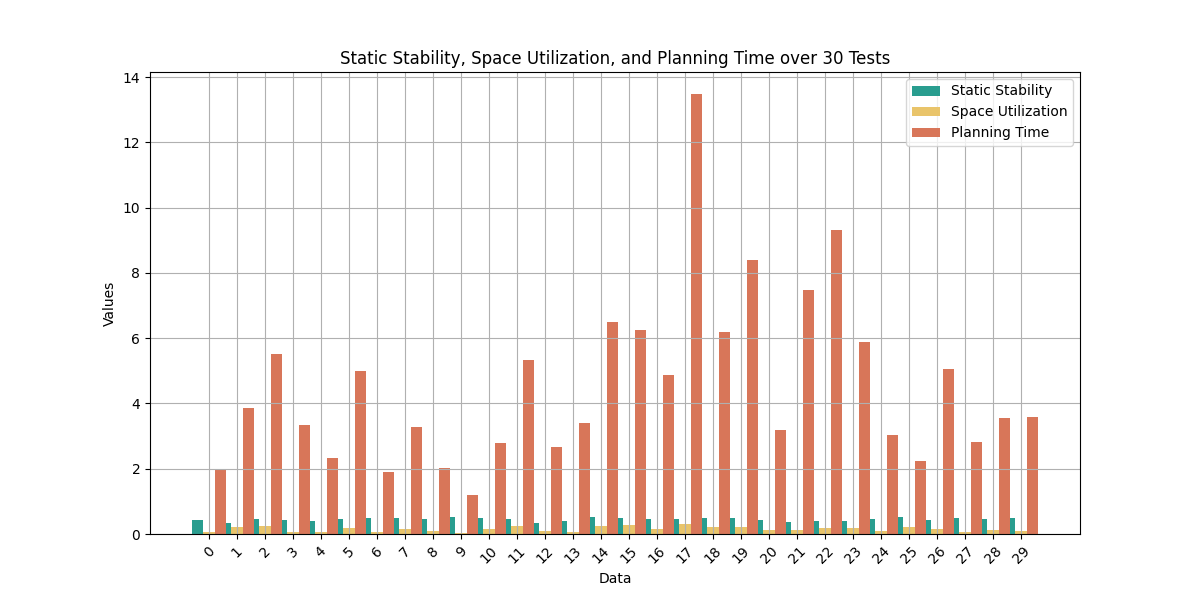 Static Stability, Space Utilization, and Planning Time over 30 Tests
14
12
10
8
6
4
2
0
Values
Static Stability
Space Utilization
Planning Time
0 1 2 3 4 5 6 7 8 9 10 11 12 13 14 15 16 17 18 19 20 21 22 23 24 25 26 27 28 29
Data